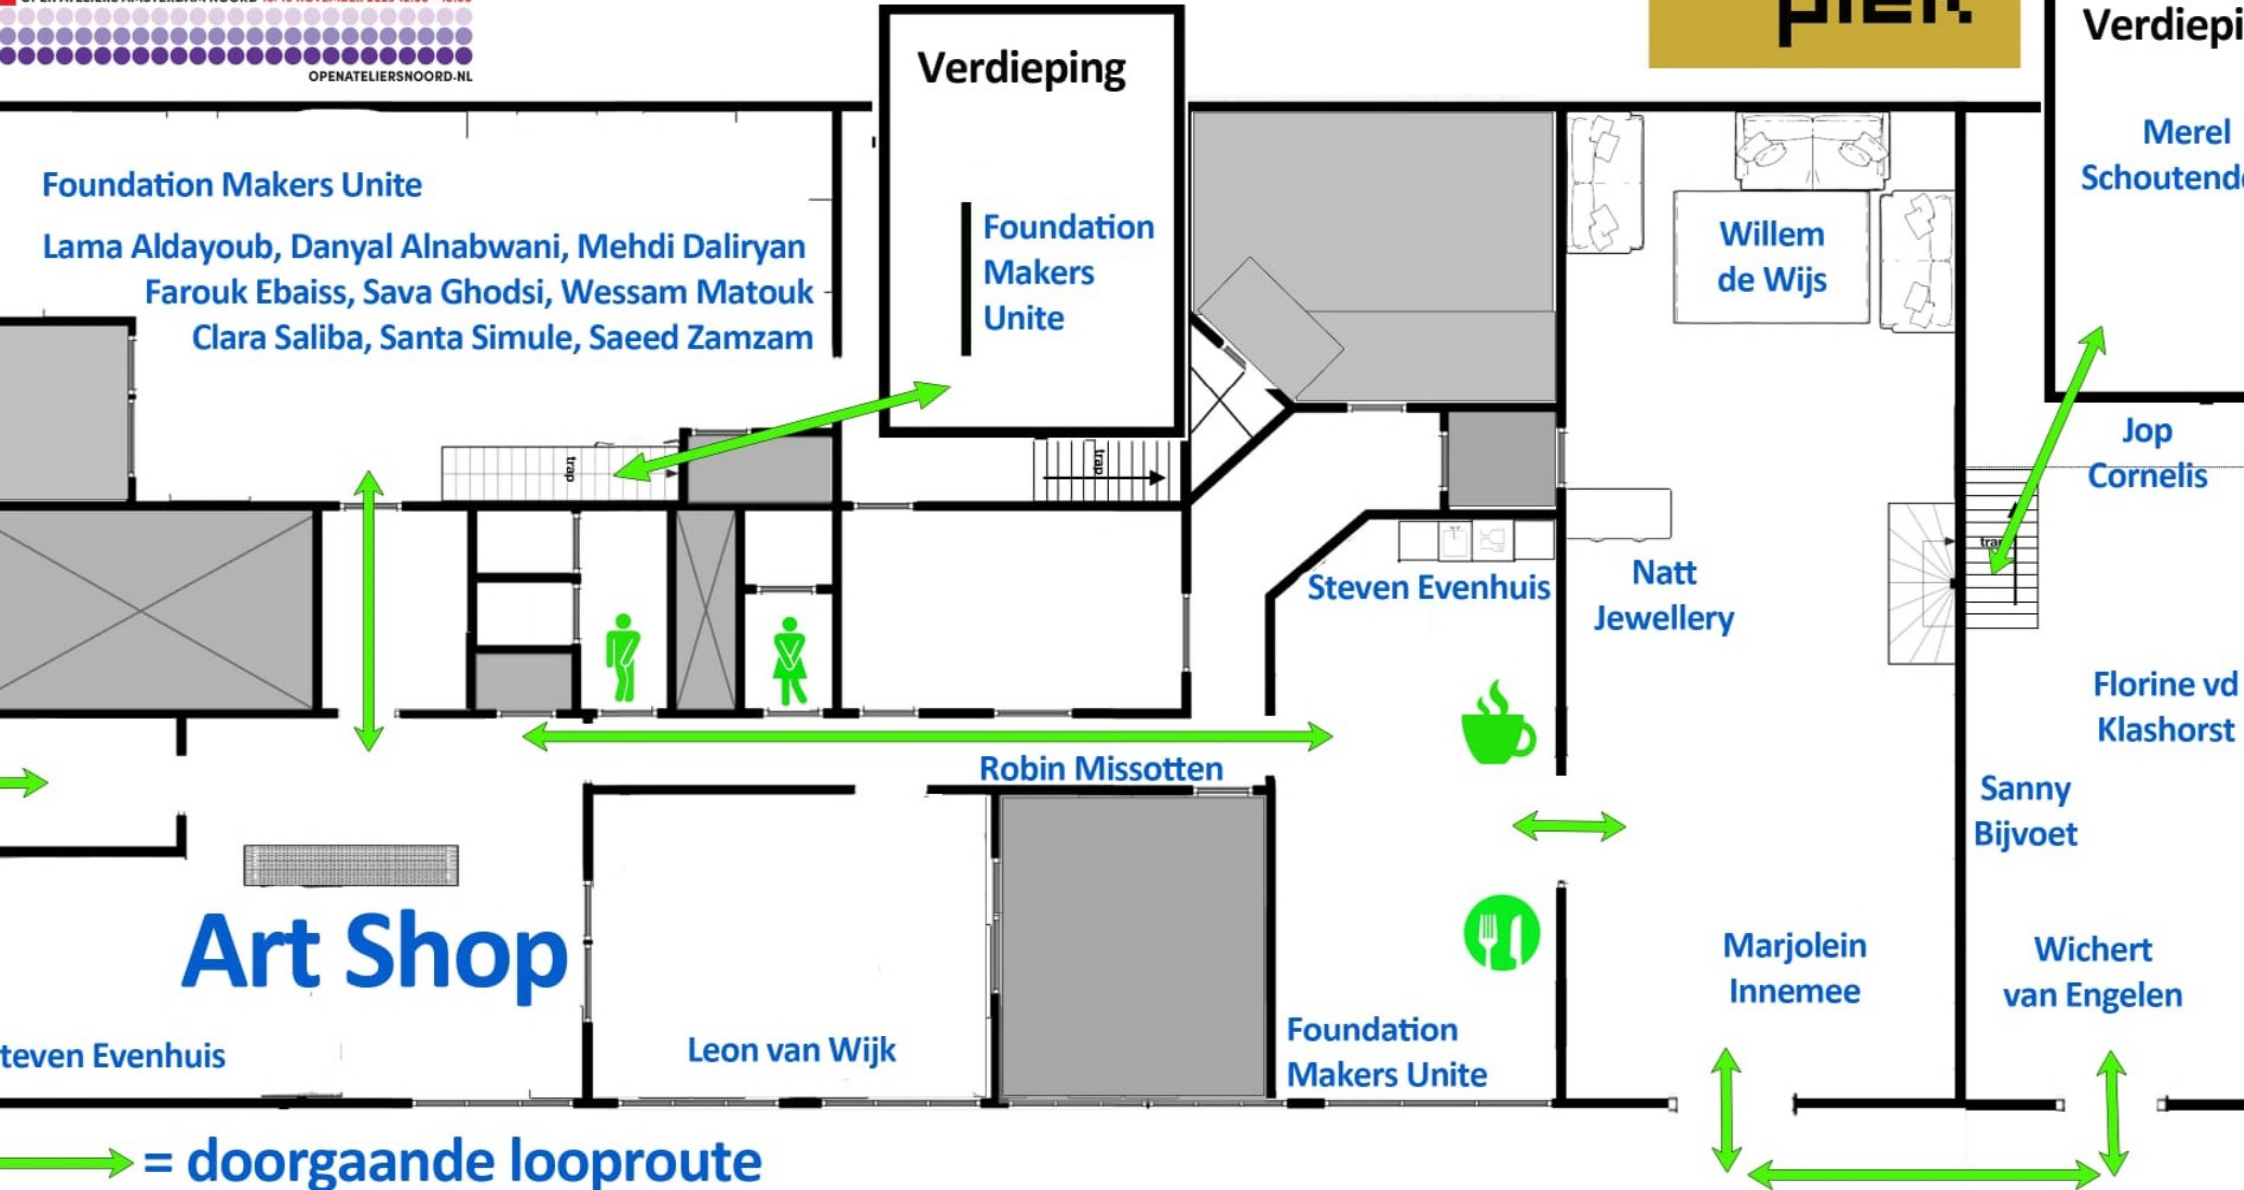 OPENATELIERSNOORD-NL
piek
Verdieping
Foundation Makers Unite
Lama Aldayoub, Danyal Alnabwani, Mehdi Daliryan
Farouk Ebaiss, Sava Ghodsi, Wessam Matouk
Clara Saliba, Santa Simule, Saeed Zamzam
trap
Foundation
Makers
Unite
trap
Willem
de Wijs
Merel
Jop
Cornelis
trap
Steven Evenhuis
Natt
Jewellery
Florine vd
Klashorst
Robin Missotten
Sanny
Bijvoet
Art Shop
Evenhuis
Leon van Wijk
Foundation
Makers Unite
Marjolein
Innemee
Wichert
van Engelen
= doorgaande looproute